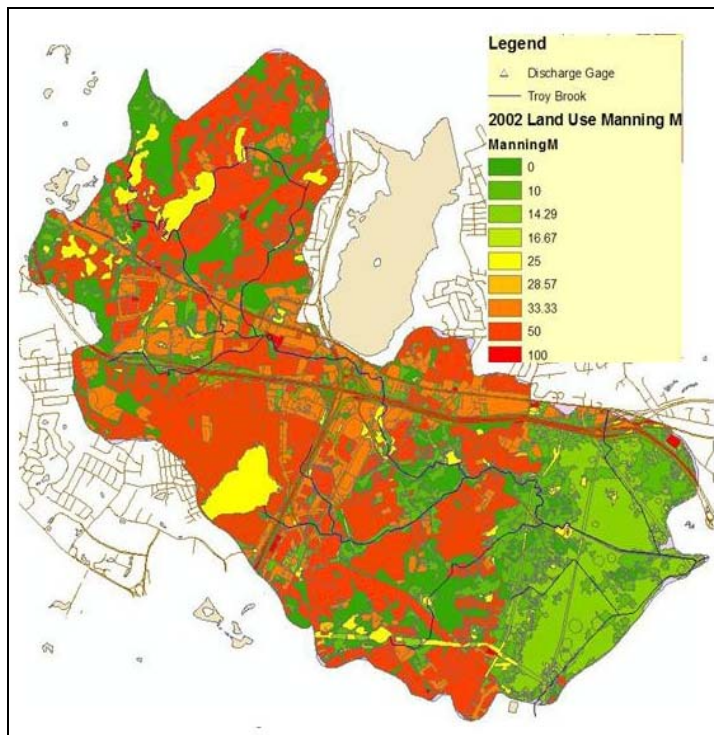 Legend
Discharge Gage
Troy Brook
2002 Land Use Manning M
ManningM
0
10
14.29
16.67
25
28.57
33.33
50
100